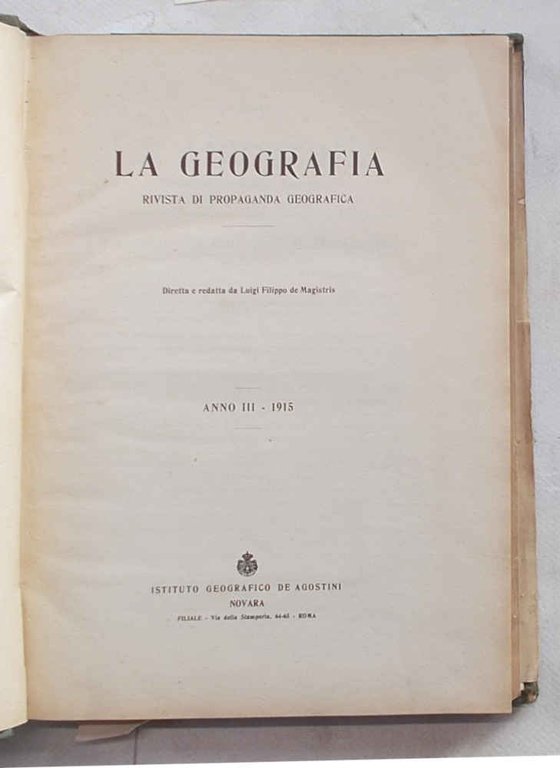 LA GEOGRAFIA
RIVISTA DI PROPAGANDA GEOGRAFICA
Diretta e redatta da Luigi Filippo de Magistris
ANNO III - 1915
ISTITUTO GEOGRAFICO DE AGOSTINI
NOVARA
FILIALE - Via della Stamperia, 64-65 - ROMA